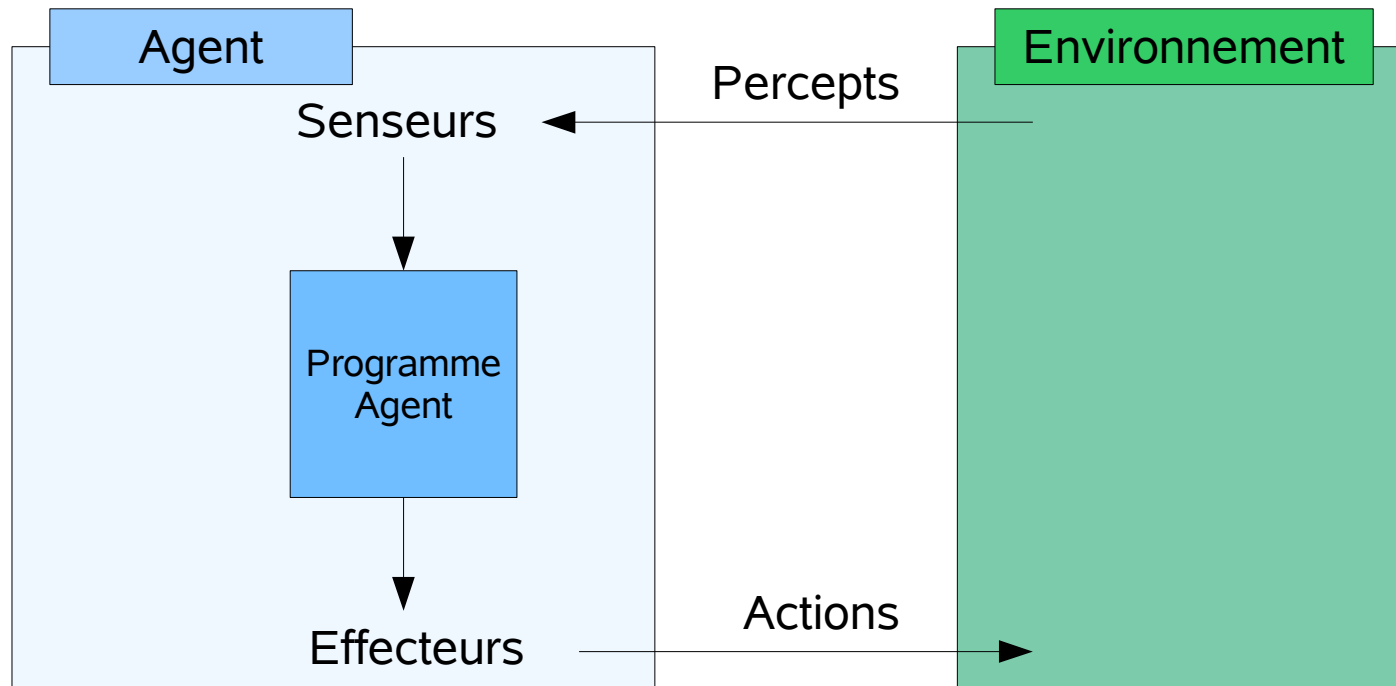 Agent
Environnement
Percepts
Senseurs
Programme
Agent
Actions
Effecteurs